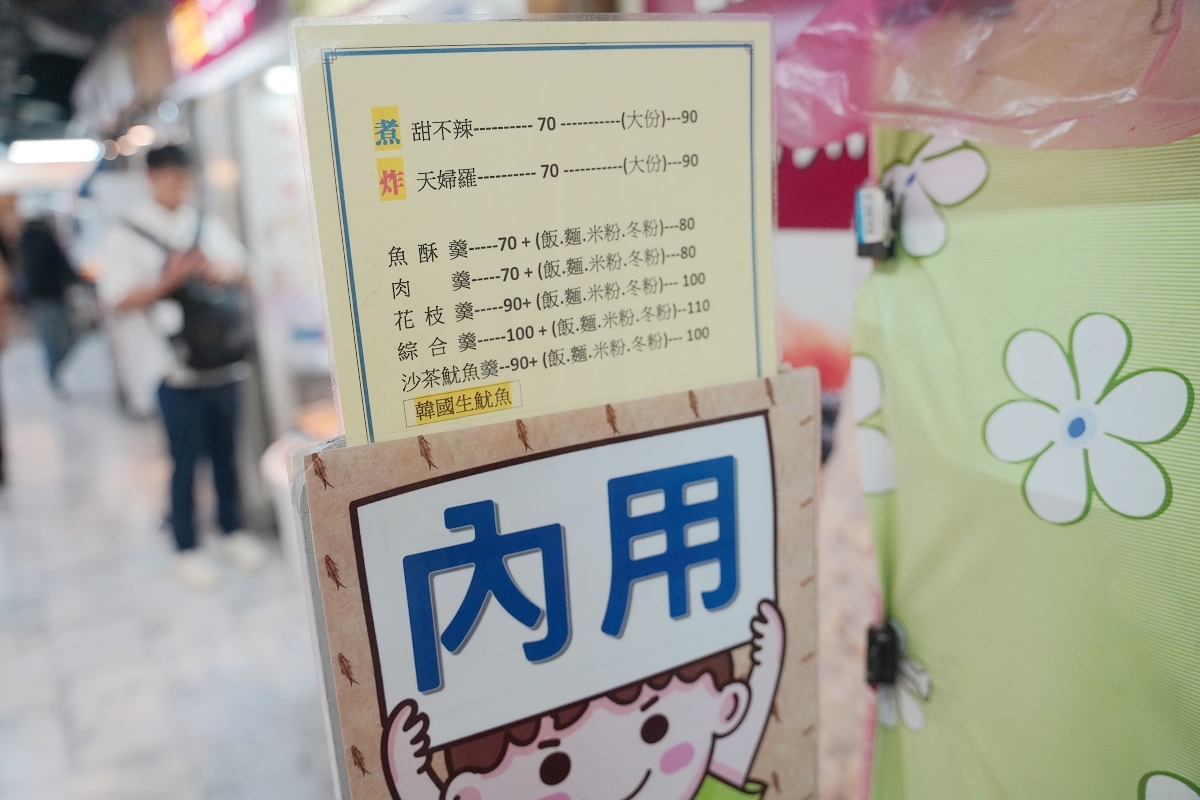 煮 甜不辣---------- 70 ----------(大份)---90
炸 天婦羅---------- 70 ----------(大份)---90
魚 酥 羹-----70 + (飯.麵.米粉.冬粉)---80
肉 羹-----70 + (飯.麵.米粉.冬粉)---80
花 枝 羹-----90+ (飯.麵.米粉.冬粉)--- 100
綜 合 羹-----100 + (飯.麵.米粉.冬粉)--110
沙茶魷魚羹--90+ (飯.麵.米粉.冬粉)--- 100
韓國生魷魚
內用